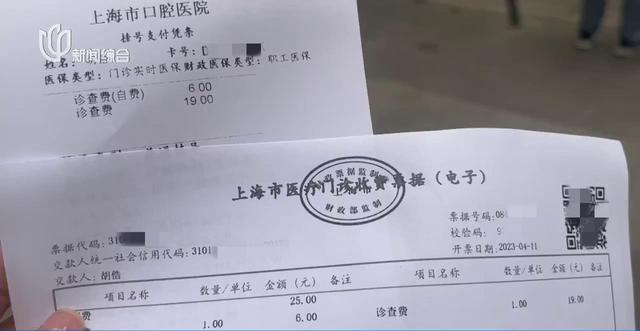 上海市口腔医院
挂号支付凭条
新闻综合
卡号:
姓名:
医保类型: 门诊实时医保财政医保类型: 职工医保
诊查费(自费) 6.00
诊查费 19.00
上海市医疗门诊收费票据（电子）
财政部监制
票据代码: 31
票据号码: 08
交款人统一社会信用代码: 3101
校验码: 9
交款人: 胡皓
开票日期: 2023-04-11
项目名称 数量/单位 金额(元) 备注 项目名称 数量/单位 金额(元) 备注
25.00 诊查费 1.00 19.00
费 1.00 6.00